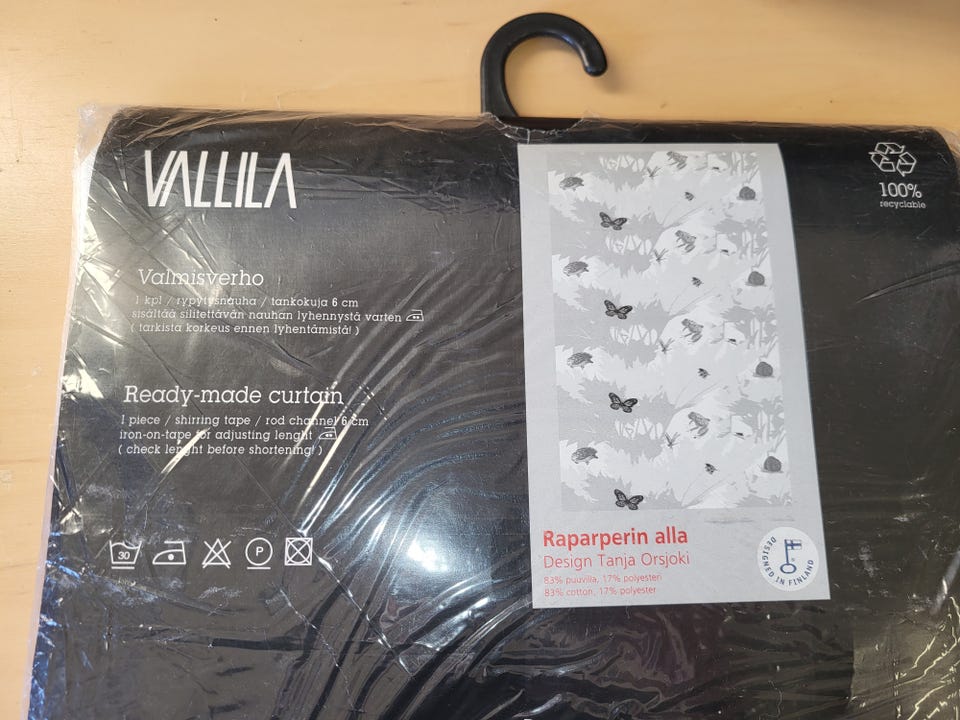 VALLILA
Valmisverho
1 kpl / rypytysnauha / tankokuja 6 cm
sisältää silitettävän nauhan lyhennystä varten
( tarkista korkeus ennen lyhentämistä! )
Ready-made curtain
1 piece / shirring tape / rod channel 6 cm
iron-on-tape for adjusting lenght
( check lenght before shortening! )
30
P
100%
recyclable
Raparperin alla
Design Tanja Orsjoki
83% puuvilla, 17% polyesteri
83% cotton, 17% polyester
DESIGNED IN FINLAND